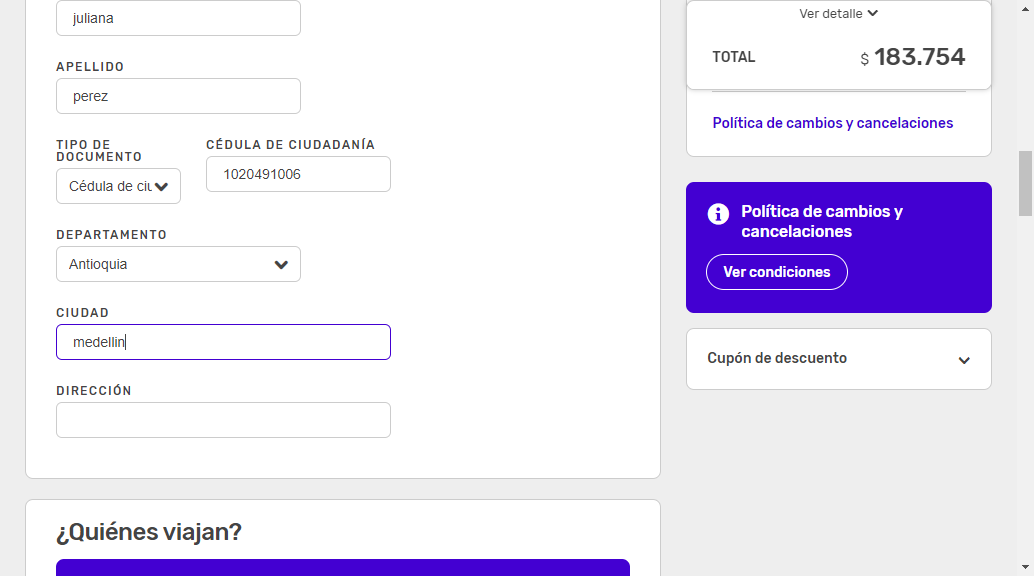 juliana
APELLIDO
perez
TIPO DE
DOCUMENTO
CÉDULA DE CIUDADANÍA
Cédula de ciu
1020491006
DEPARTAMENTO
Antioquia
CIUDAD
medellin
DIRECCIÓN
¿Quiénes viajan?
Ver detalle
TOTAL
$ 183.754
Política de cambios y cancelaciones
Política de cambios y
cancelaciones
Ver condiciones
Cupón de descuento